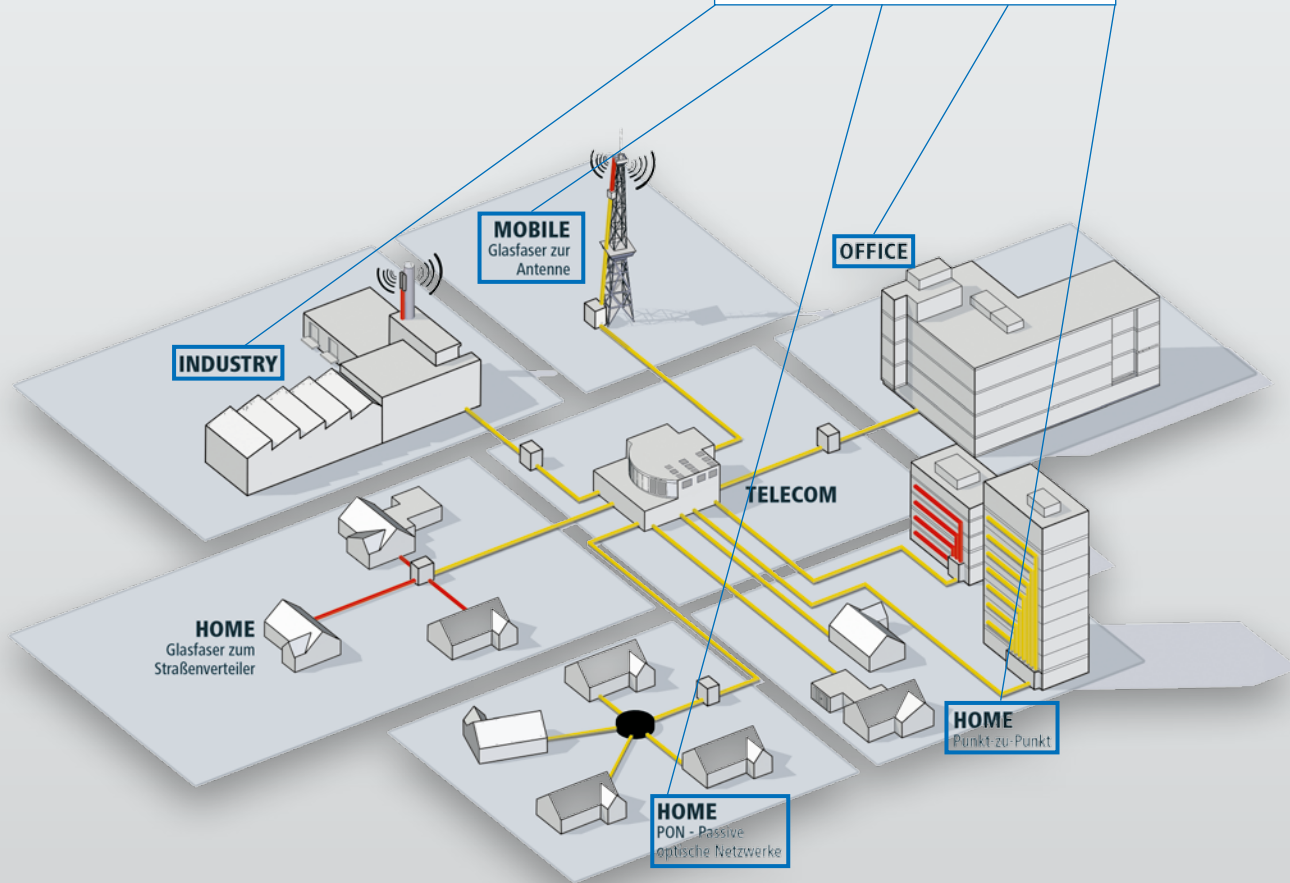 MOBILE
Glasfaser zur
Antenne
OFFICE
INDUSTRY
TELECOM
HOME
Glasfaser zum
Straßenverteiler
HOME
Punkt-zu-Punkt
HOME
PON - Passive
optische Netzwerke